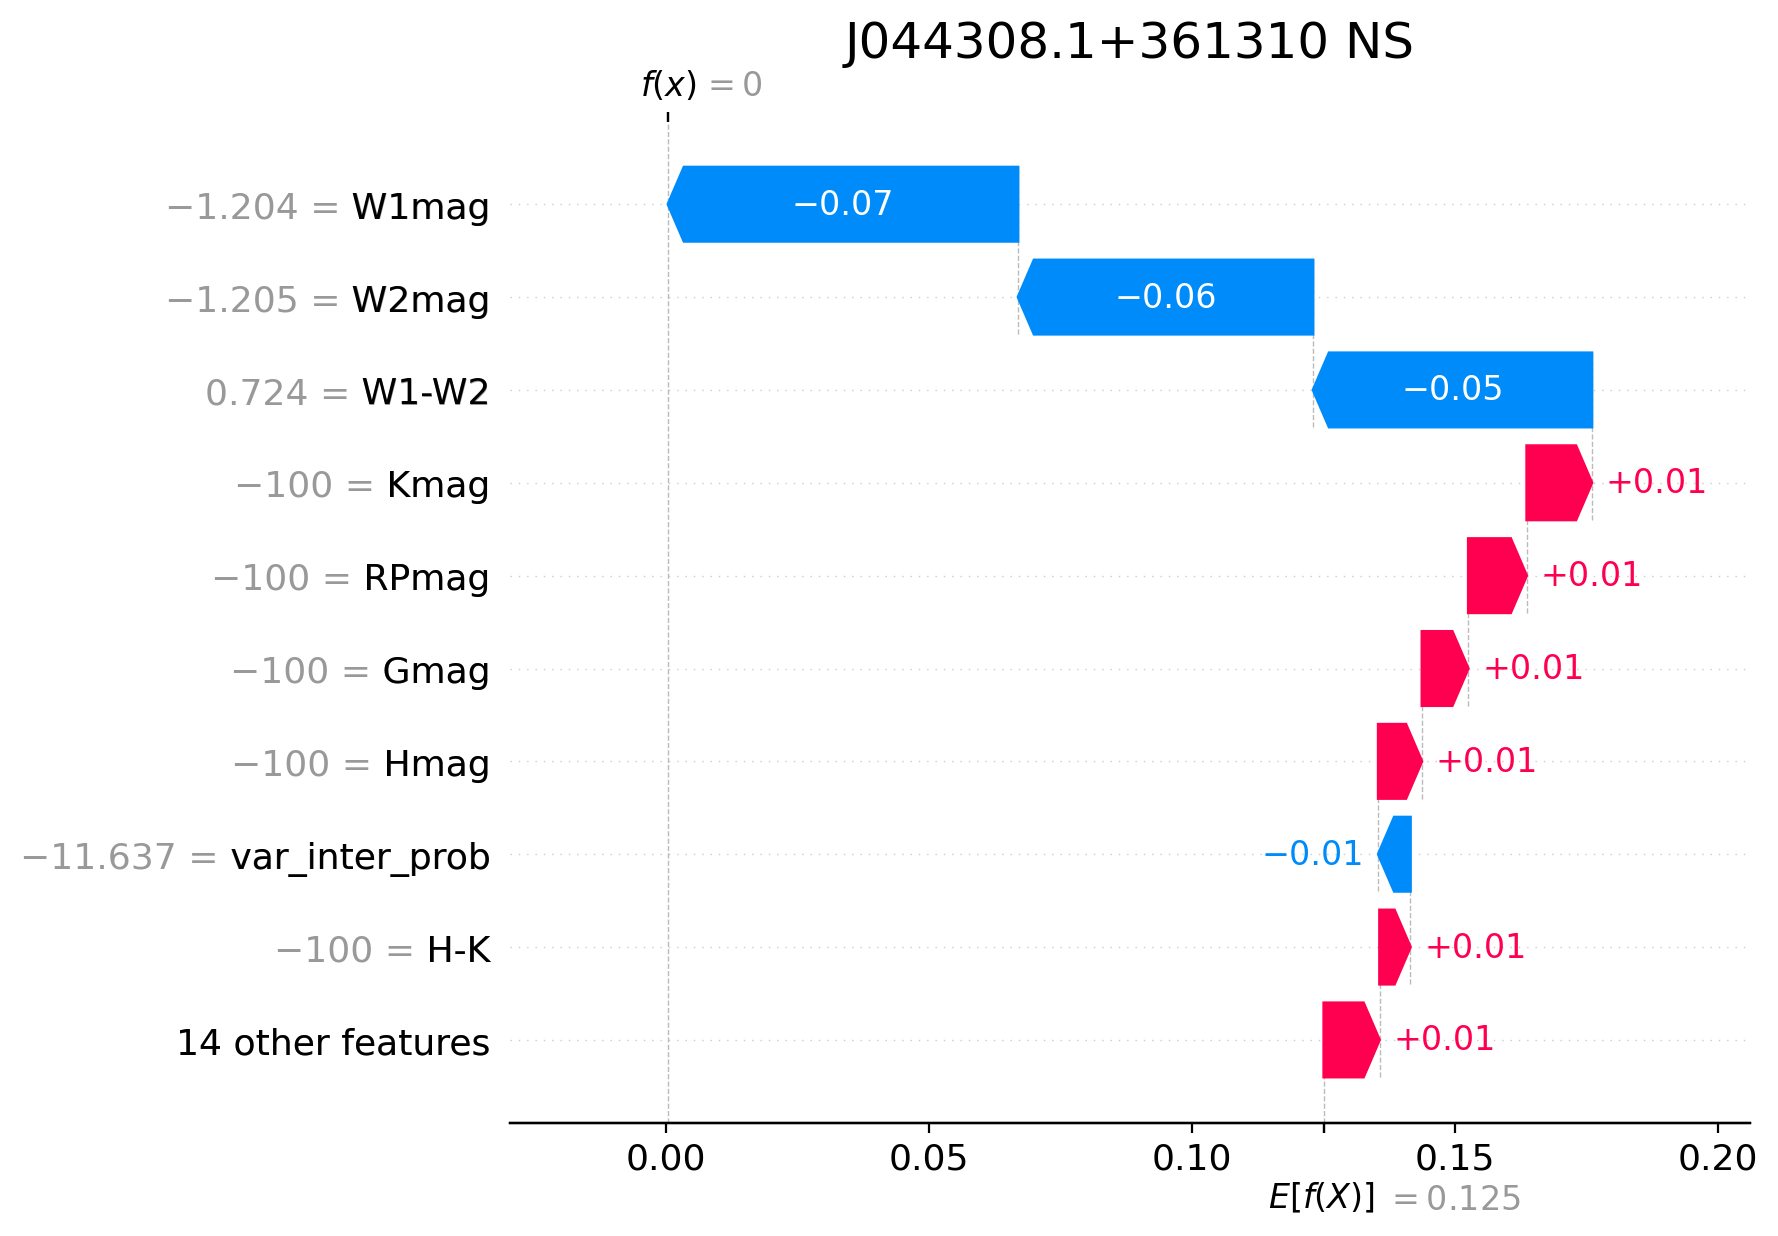 J044308.1+361310 NS
f(x) = 0
−1.204 = W1mag −0.07
−1.205 = W2mag −0.06
0.724 = W1-W2 −0.05
−100 = Kmag +0.01
−100 = RPmag +0.01
−100 = Gmag +0.01
−100 = Hmag +0.01
−11.637 = var_inter_prob −0.01
−100 = H-K +0.01
14 other features +0.01
0.00 0.05 0.10 0.15 0.20
E[f(X)] = 0.125